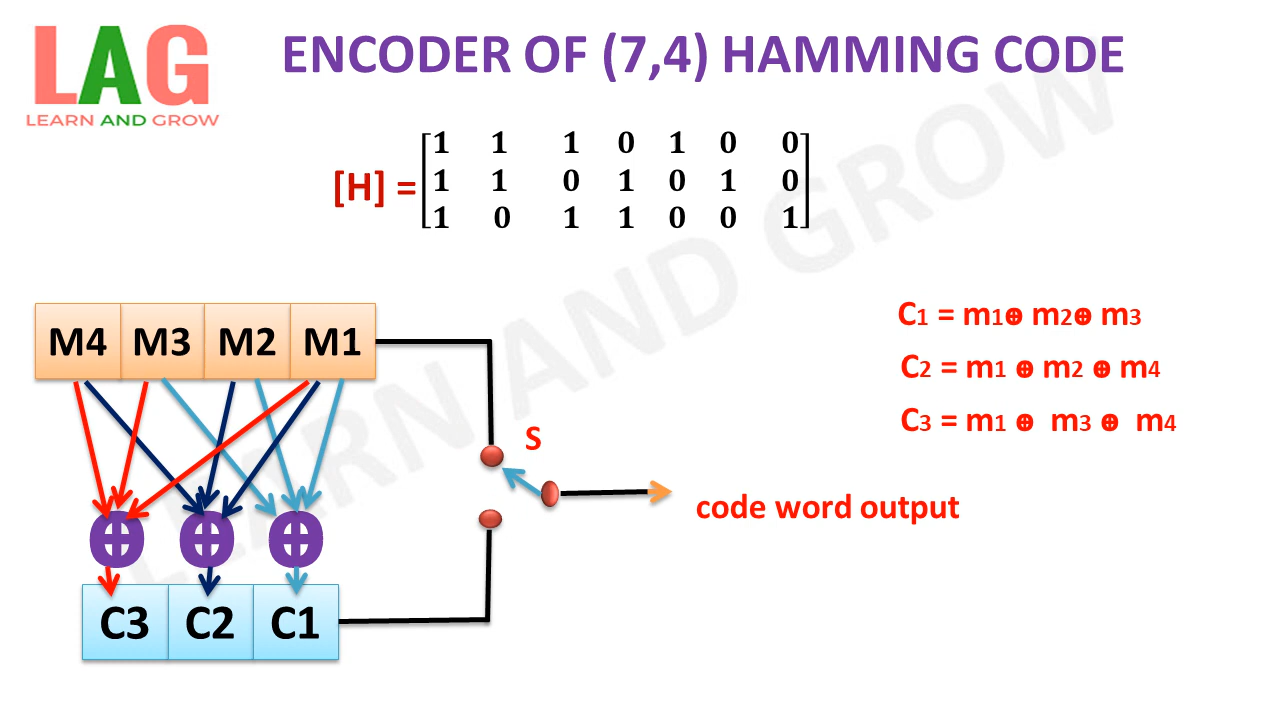 LAG
LEARN AND GROW
ENCODER OF (7,4) HAMMING CODE
[H] =
1 1 1 0 1 0 0
1 1 0 1 0 1 0
1 0 1 1 0 0 1
M4 M3 M2 M1
C1 = m1⊕ m2⊕ m3
C2 = m1 ⊕ m2 ⊕ m4
C3 = m1 ⊕ m3 ⊕ m4
S
code word output
⊕ ⊕ ⊕
C3 C2 C1
LEARN AND GROW